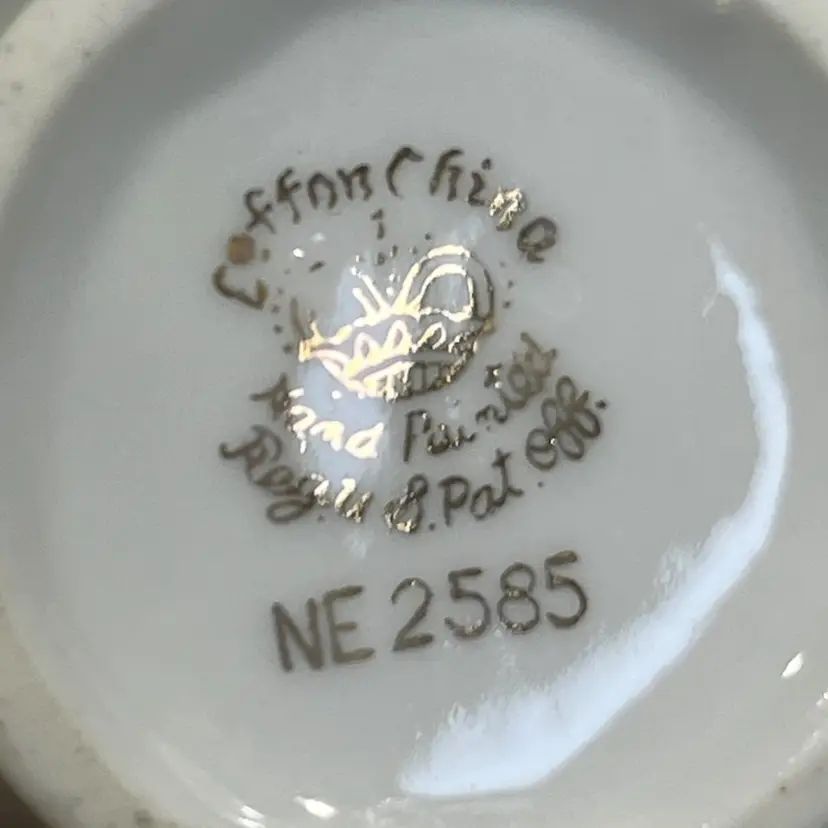 Lefton China
Hand Painted
Reg. U. S. Pat. Off.
NE 2585